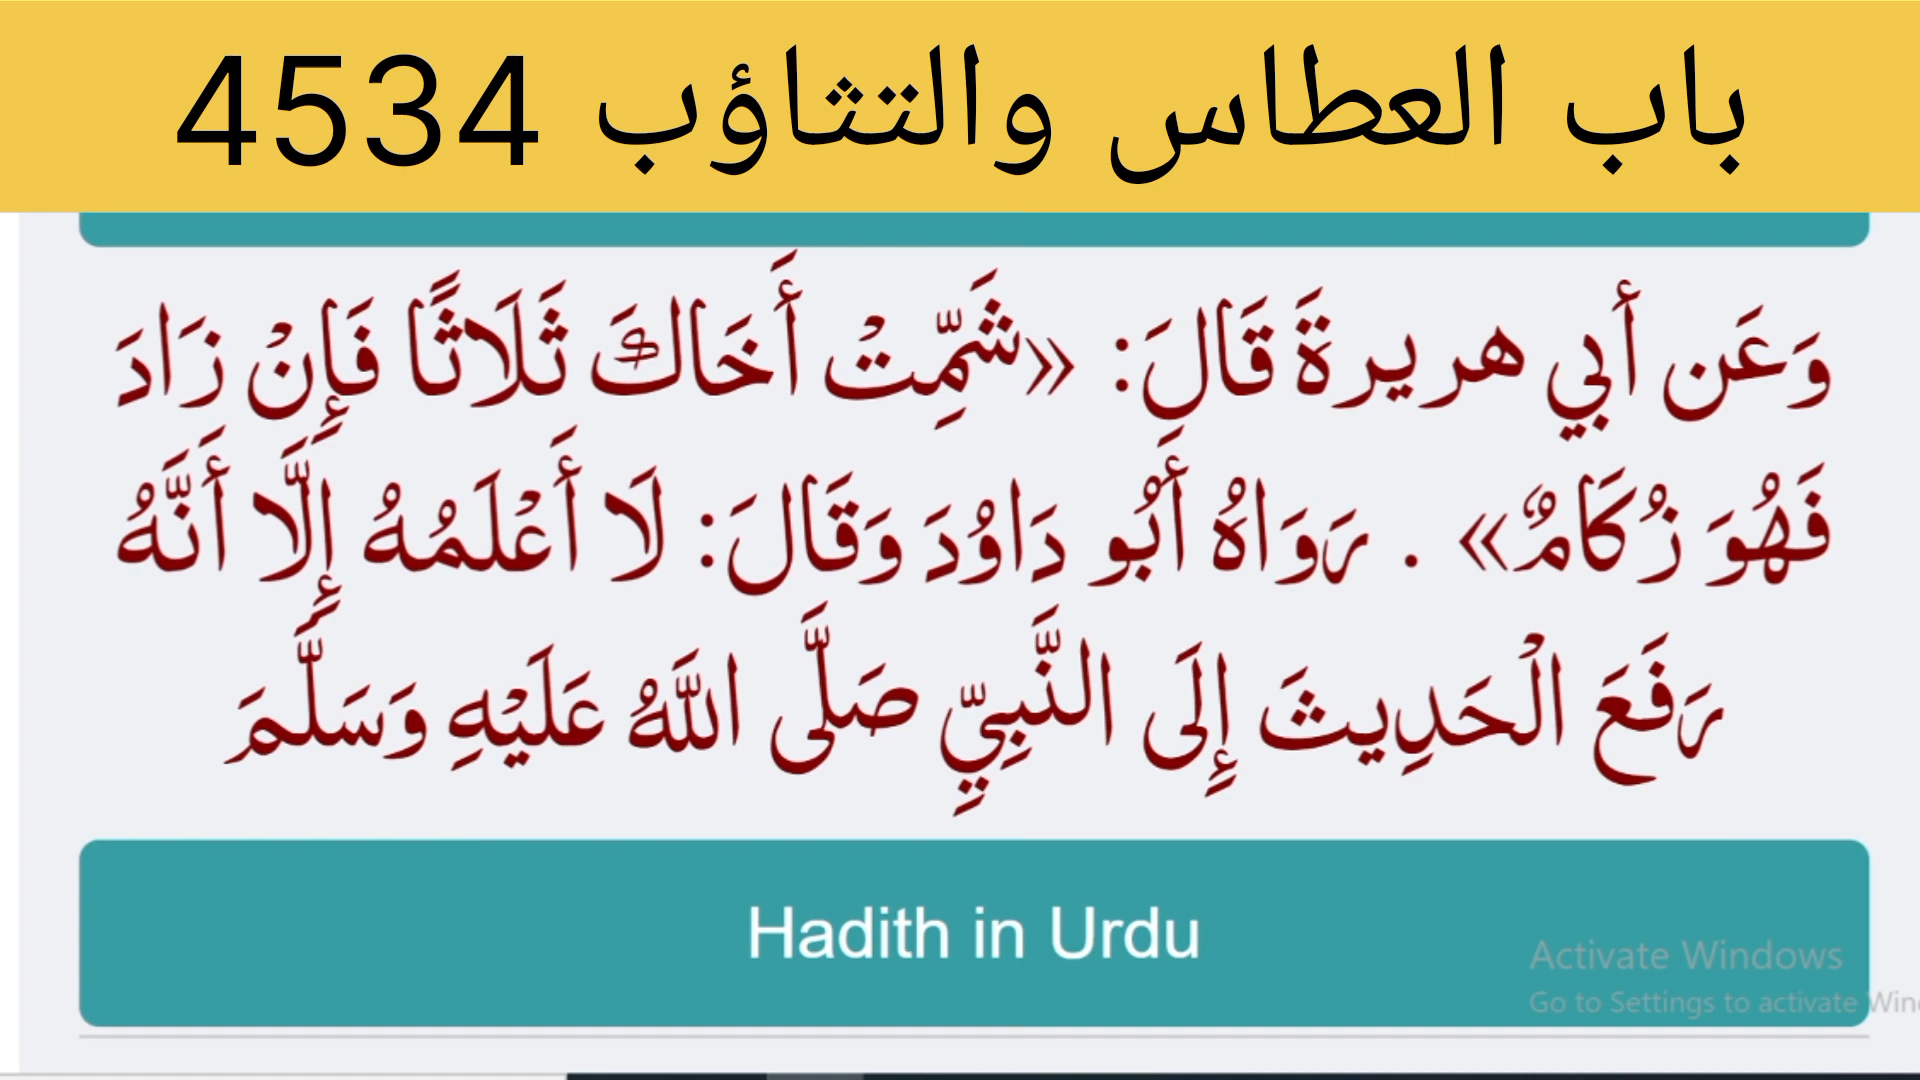 باب العطاس والتثاؤب 4534
وَعَن أبي هريرةَ قَالَ: «شَمِّتْ أَخَاكَ ثَلَاثًا فَإِنْ زَادَ
فَهُوَ زُكَامٌ» . رَوَاهُ أَبُو دَاوُدَ وَقَالَ: لَا أَعْلَمُهُ إِلَّا أَنَّهُ
رَفَعَ الْحَدِيثَ إِلَى النَّبِيِّ صَلَّى اللَّهُ عَلَيْهِ وَسَلَّمَ
Hadith in Urdu
Activate Windows
Go to Settings to activate Win